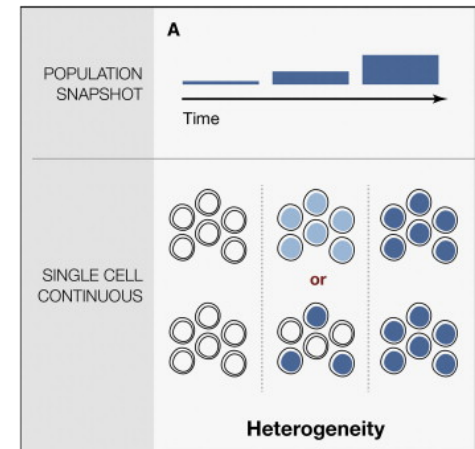 A
POPULATION
SNAPSHOT
Time
SINGLE CELL
CONTINUOUS
or
Heterogeneity